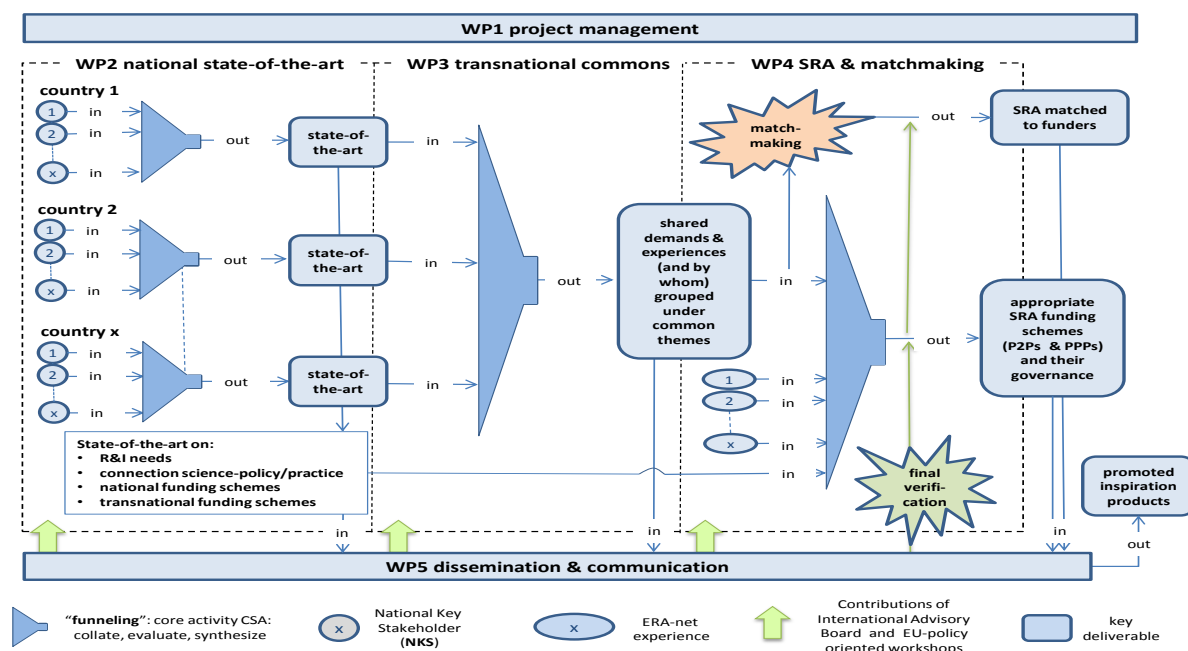 WP1 project management
WP2 national state-of-the-art
WP3 transnational commons
WP4 SRA & matchmaking
country 1
1
in
2
in
x
in
out
state-of-
the-art
in
country 2
1
in
2
in
x
in
out
state-of-
the-art
in
country x
1
in
2
in
x
in
out
state-of-
the-art
in
State-of-the-art on:
• R&I needs
• connection science-policy/practice
• national funding schemes
• transnational funding schemes
in
out
shared
demands &
experiences
(and by
whom)
grouped
under
common
themes
in
in
match-
making
out
SRA matched
to funders
in
in
1
in
2
in
x
in
in
out
appropriate
SRA funding
schemes
(P2Ps & PPPs)
and their
governance
final
verifi-
cation
in
promoted
inspiration
products
out
WP5 dissemination & communication
“funneling”: core activity CSA:
collate, evaluate, synthesize
x
National Key
Stakeholder
(NKS)
x
ERA-net
experience
Contributions of
International Advisory
Board and EU-policy
oriented workshops
key
deliverable